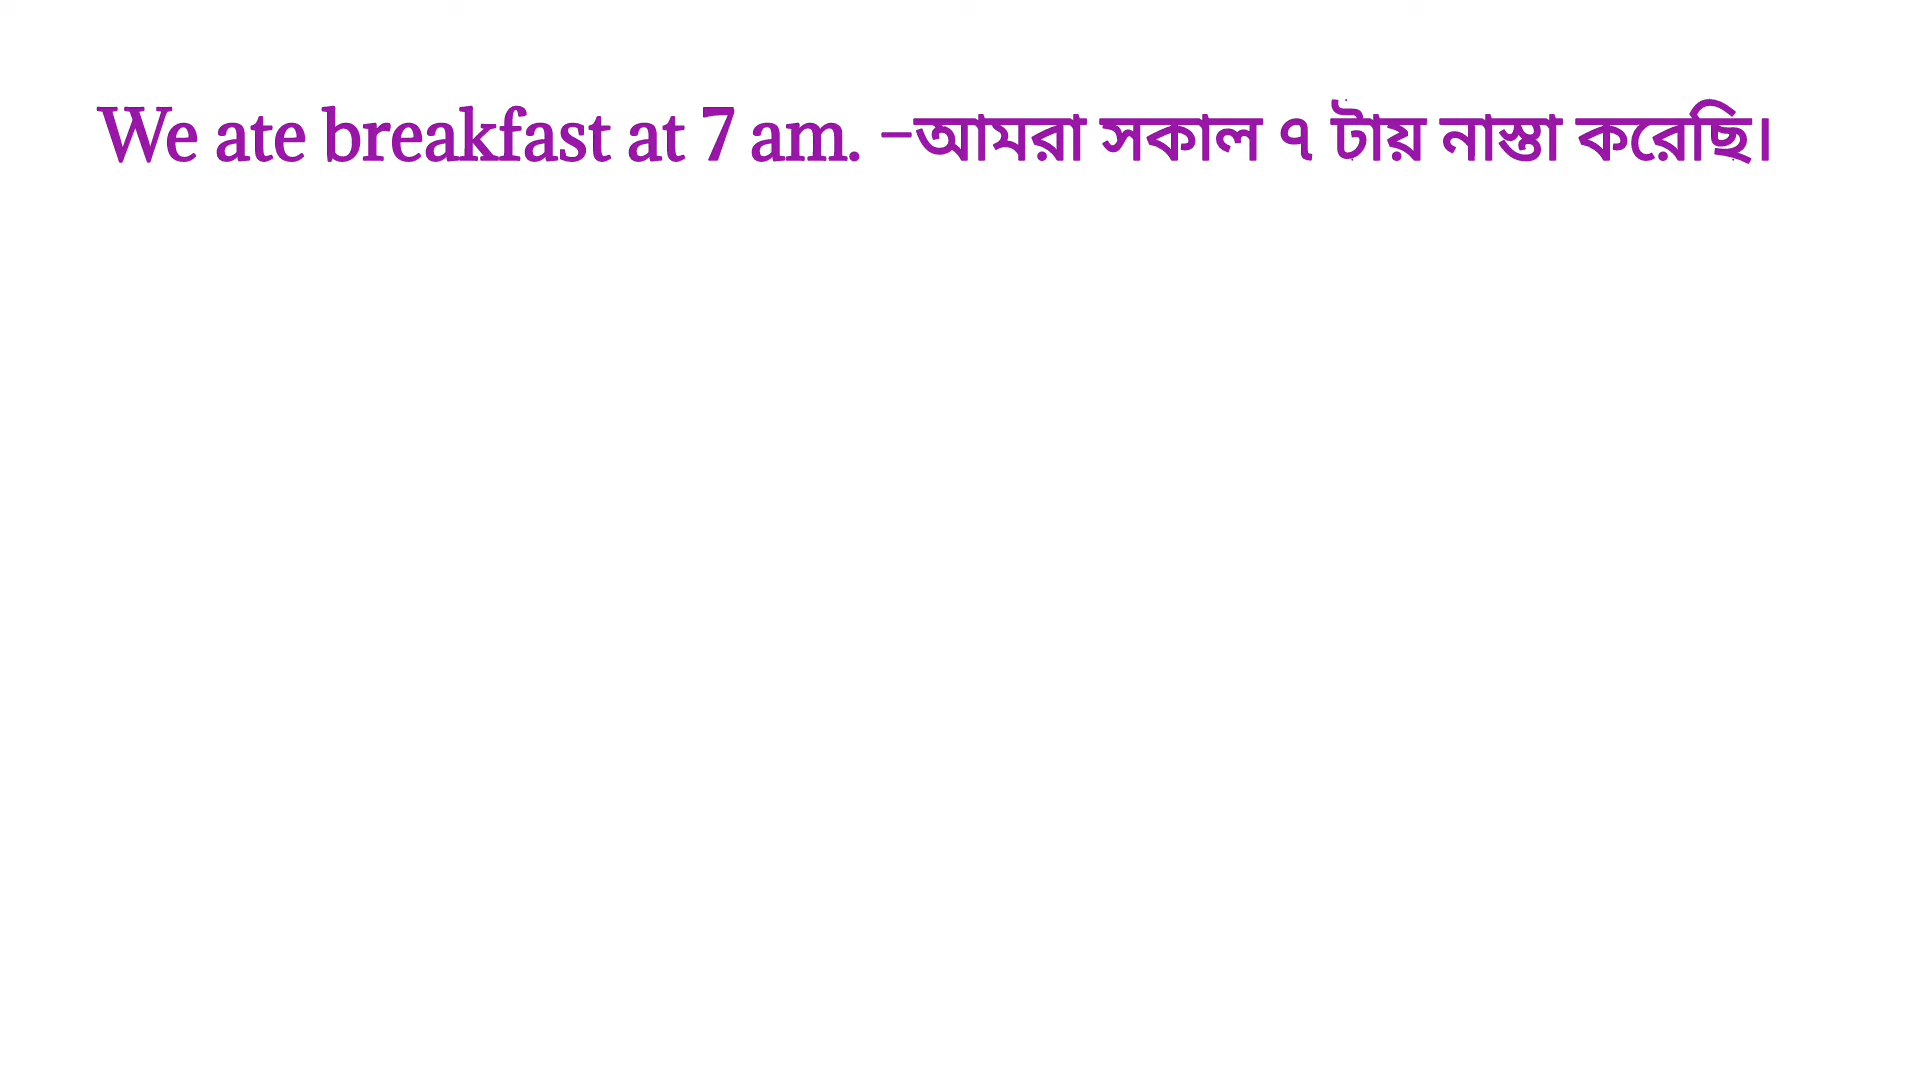 We ate breakfast at 7 am. –আমরা সকাল ৭ টায় নাস্তা করেছি।